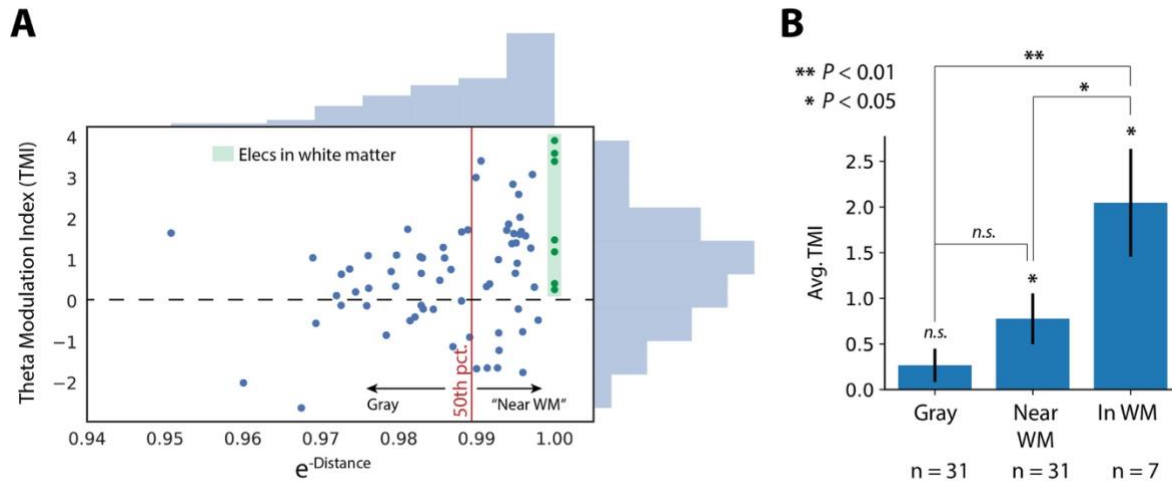 A
Theta Modulation Index (TMI)
4
3
2
1
0
−1
−2
Elecs in white matter
50th pct.
Gray
"Near WM"
0.94 0.95 0.96 0.97 0.98 0.99 1.00
e-Distance
B
** P < 0.01
* P < 0.05
**
*
*
n.s.
*
n.s.
Avg. TMI
2.5
2.0
1.5
1.0
0.5
0.0
Gray Near WM In WM
n = 31 n = 31 n = 7